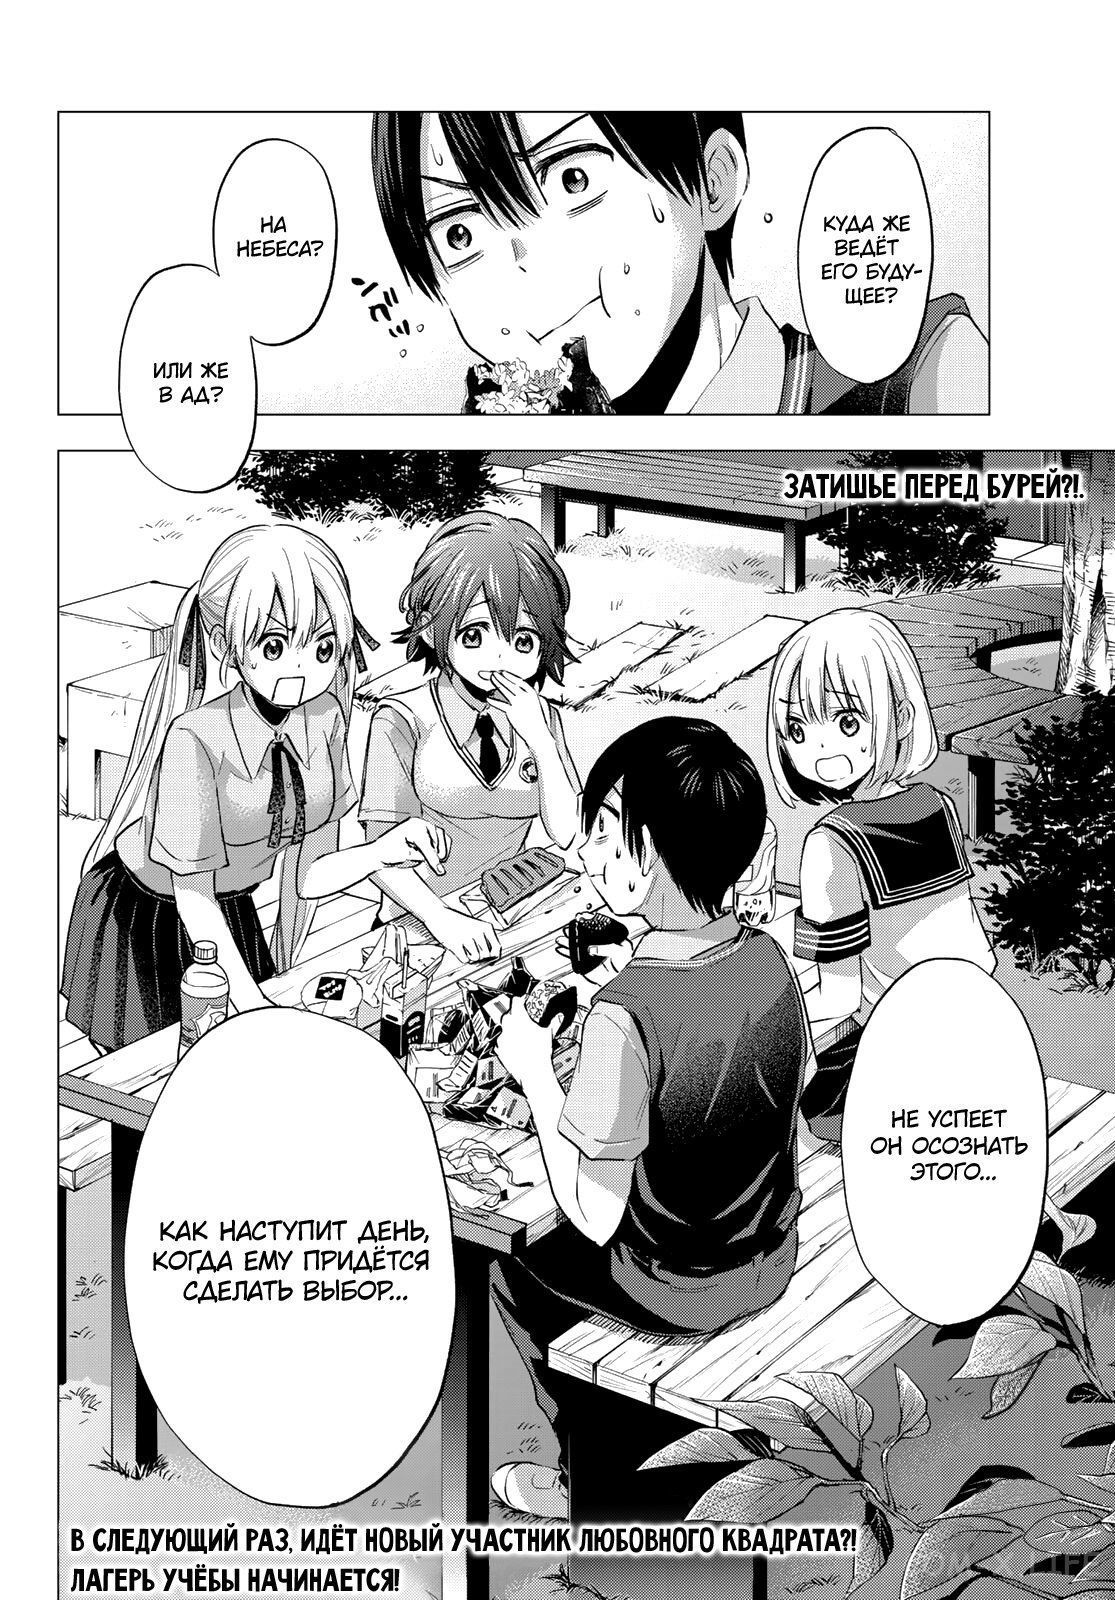 КУДА ЖЕ
ВЕДЁТ
ЕГО БУДУ-
ЩЕЕ?
НА
НЕБЕСА?
ИЛИ ЖЕ
В АД?
ЗАТИШЬЕ ПЕРЕД БУРЕЙ?!.
НЕ УСПЕЕТ
ОН ОСОЗНАТЬ
ЭТОГО...
КАК НАСТУПИТ ДЕНЬ,
КОГДА ЕМУ ПРИДЁТСЯ
СДЕЛАТЬ ВЫБОР...
В СЛЕДУЮЩИЙ РАЗ, ИДЁТ НОВЫЙ УЧАСТНИК ЛЮБОВНОГО КВАДРАТА?!
ЛАГЕРЬ УЧЁБЫ НАЧИНАЕТСЯ!